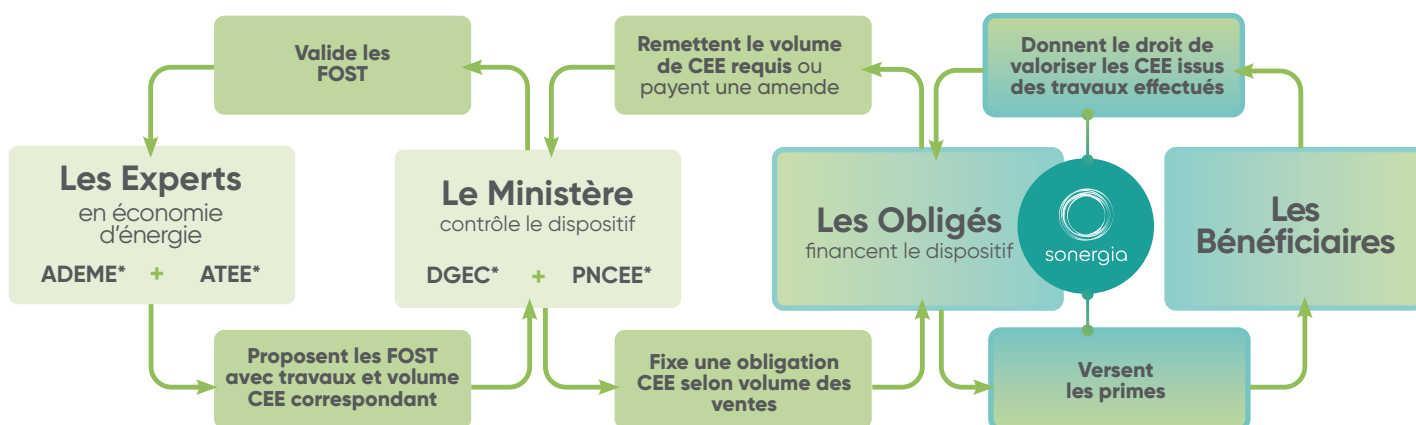 Valide les
FOST
Remettent le volume
de CEE requis ou
payent une amende
Donnent le droit de
valoriser les CEE issus
des travaux effectués
Les Experts
en économie
d'énergie
ADEME* + ATEE*
Le Ministère
contrôle le dispositif
DGEC* + PNCEE*
Les Obligés
financent le dispositif
sonergia
Les
Bénéficiaires
Proposent les FOST
avec travaux et volume
CEE correspondant
Fixe une obligation
CEE selon volume des
ventes
Versent
les primes